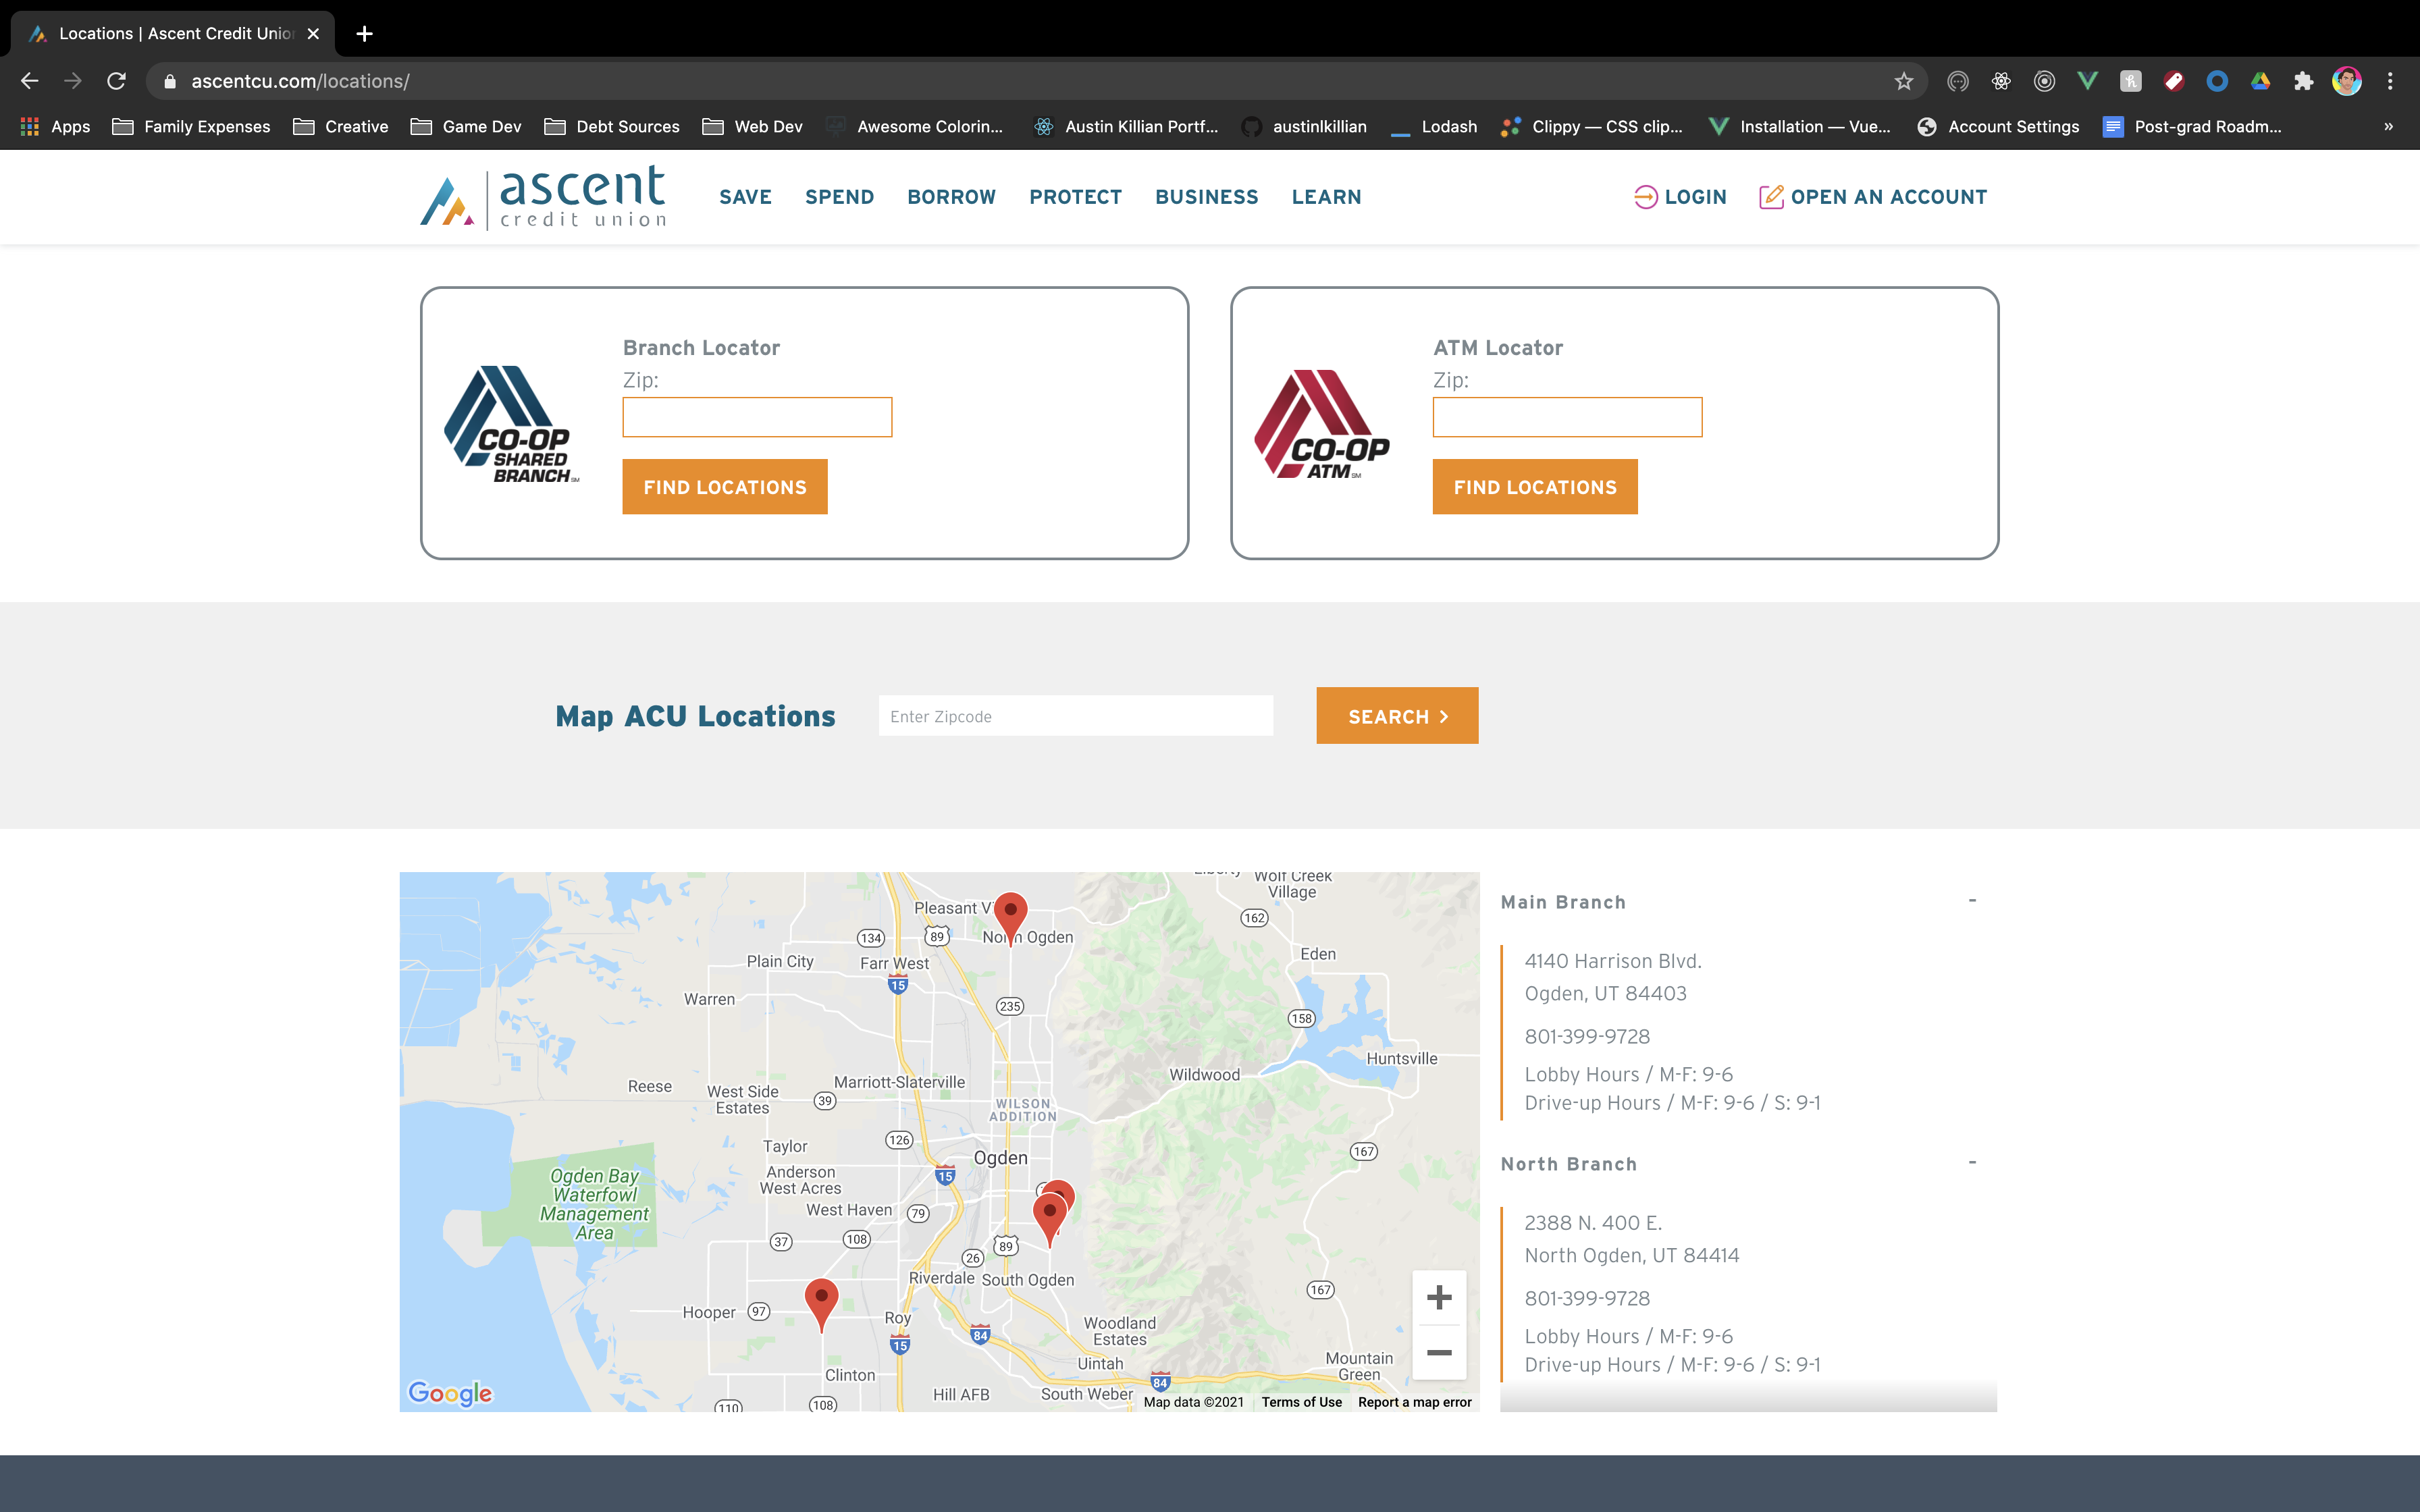 Locations | Ascent Credit Unio
ascentcu.com/locations/
Apps
Family Expenses
Creative
Game Dev
Debt Sources
Web Dev
Awesome Colorin...
Austin Killian Portf...
austinlkillian
Lodash
Clippy — CSS clip...
Installation — Vue...
Account Settings
Post-grad Roadm...
»
ascent
credit union
SAVE
SPEND
BORROW
PROTECT
BUSINESS
LEARN
LOGIN
OPEN AN ACCOUNT
CO-OP
SHARED
BRANCH SM
Branch Locator
Zip:
FIND LOCATIONS
CO-OP
ATM SM
ATM Locator
Zip:
FIND LOCATIONS
Map ACU Locations
Enter Zipcode
SEARCH >
Liberty
Wolf Creek
Village
162
Pleasant V
134
89
North Ogden
Plain City
Farr West
Eden
15
Warren
235
158
Huntsville
Reese
West Side
Estates
39
Marriott-Slaterville
Wildwood
WILSON
ADDITION
126
Taylor
Ogden
167
Anderson
West Acres
15
Ogden Bay
Waterfowl
Management
Area
West Haven
79
37
108
89
26
Riverdale
South Ogden
167
Hooper
97
Roy
84
15
Woodland
Estates
Uintah
Mountain
Green
Clinton
84
Hill AFB
South Weber
110
108
Google
Map data ©2021
Terms of Use
Report a map error
Main Branch -
4140 Harrison Blvd.
Ogden, UT 84403
801-399-9728
Lobby Hours / M-F: 9-6
Drive-up Hours / M-F: 9-6 / S: 9-1
North Branch -
2388 N. 400 E.
North Ogden, UT 84414
801-399-9728
Lobby Hours / M-F: 9-6
Drive-up Hours / M-F: 9-6 / S: 9-1